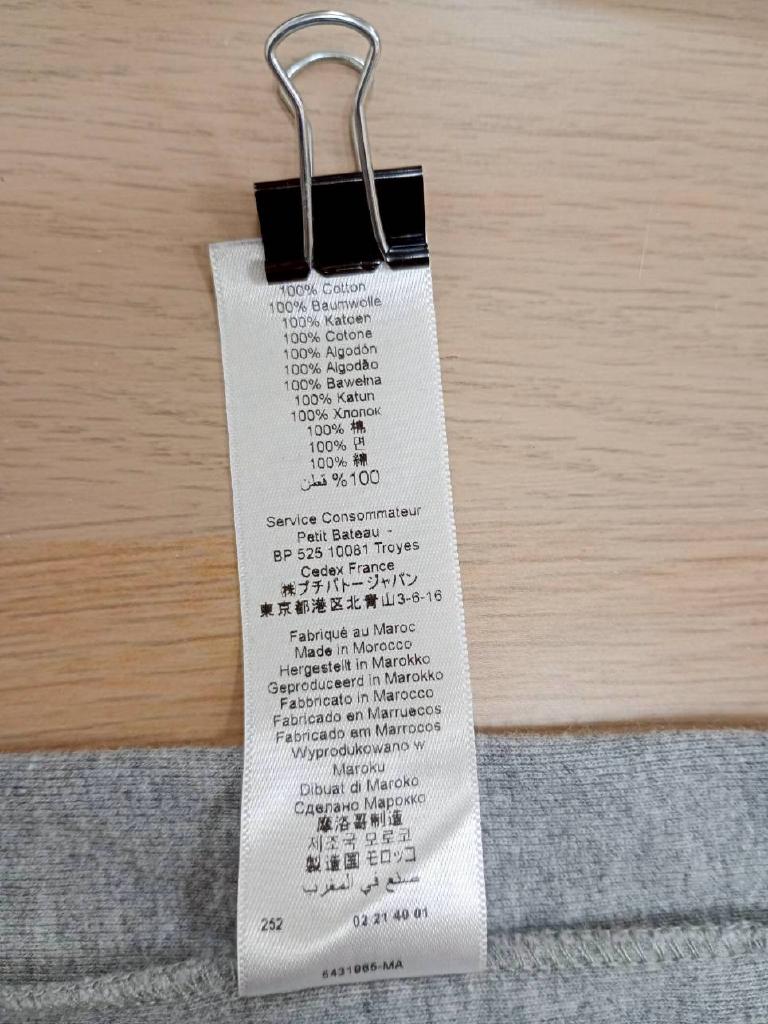 100% Cotton
100% Baumwolle
100% Katoen
100% Cotone
100% Algodón
100% Algodão
100% Bawełna
100% Katun
100% Хлопок
100% 棉
100% 면
100% 綿
100% قطن
Service Consommateur
Petit Bateau -
BP 525 10081 Troyes
Cedex France
㈱プチバトー ジャパン
東京都港区北青山3-6-16
Fabriqué au Maroc
Made in Morocco
Hergestellt in Marokko
Geproduceerd in Marokko
Fabbricato in Marocco
Fabricado en Marruecos
Fabricado em Marrocos
Wyprodukowano w
Maroku
Dibuat di Maroko
Сделано Марокко
摩洛哥制造
제조국 모로코
製造国 モロッコ
صنع في المغرب
252 02 21 40 01
-MA